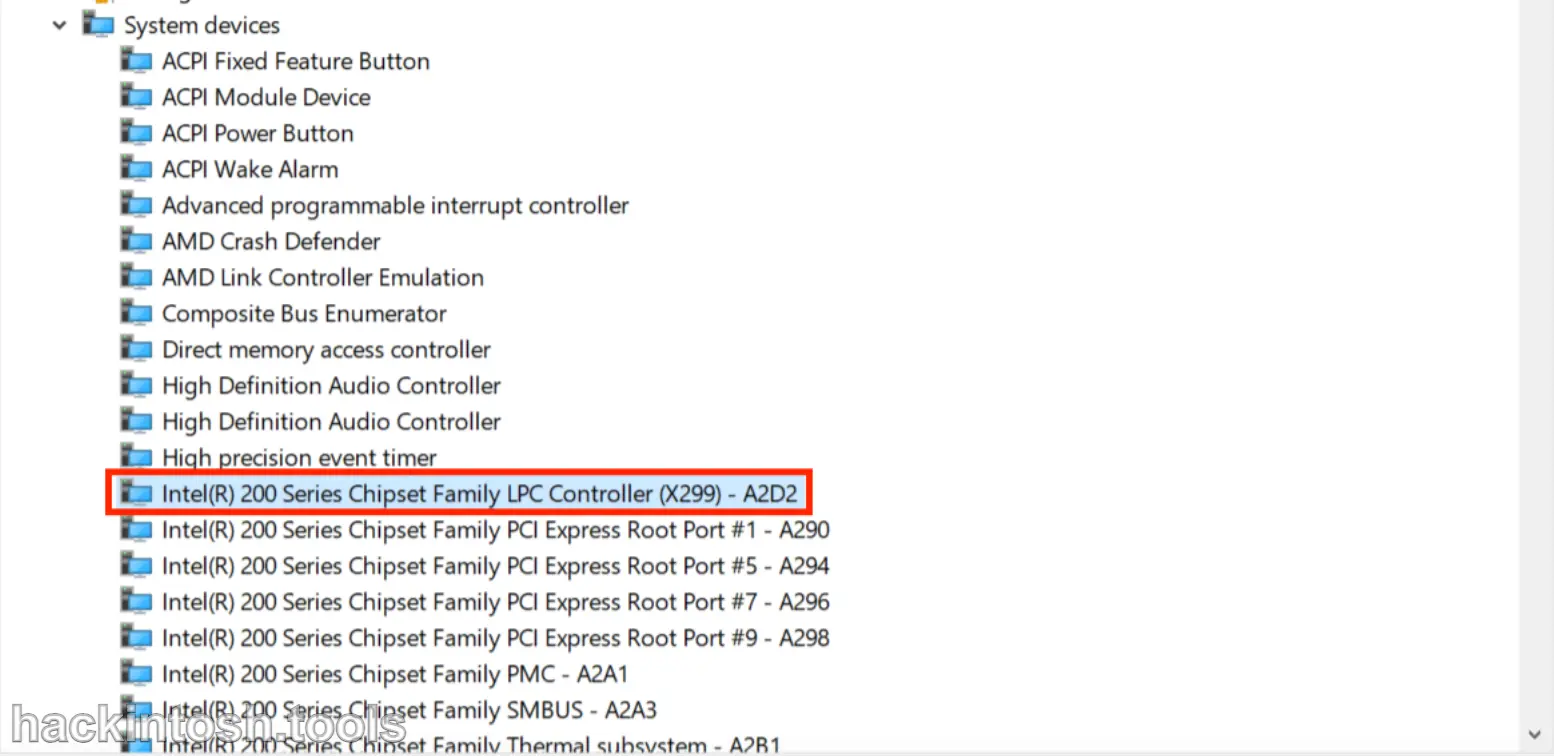 System devices
ACPI Fixed Feature Button
ACPI Module Device
ACPI Power Button
ACPI Wake Alarm
Advanced programmable interrupt controller
AMD Crash Defender
AMD Link Controller Emulation
Composite Bus Enumerator
Direct memory access controller
High Definition Audio Controller
High Definition Audio Controller
High precision event timer
Intel(R) 200 Series Chipset Family LPC Controller (X299) - A2D2
Intel(R) 200 Series Chipset Family PCI Express Root Port #1 - A290
Intel(R) 200 Series Chipset Family PCI Express Root Port #5 - A294
Intel(R) 200 Series Chipset Family PCI Express Root Port #7 - A296
Intel(R) 200 Series Chipset Family PCI Express Root Port #9 - A298
Intel(R) 200 Series Chipset Family PMC - A2A1
Intel(R) 200 Series Chipset Family SMBUS - A2A3
hackintosh.tools
Intel(R) 200 Series Chipset Family Thermal subsystem - A2B1